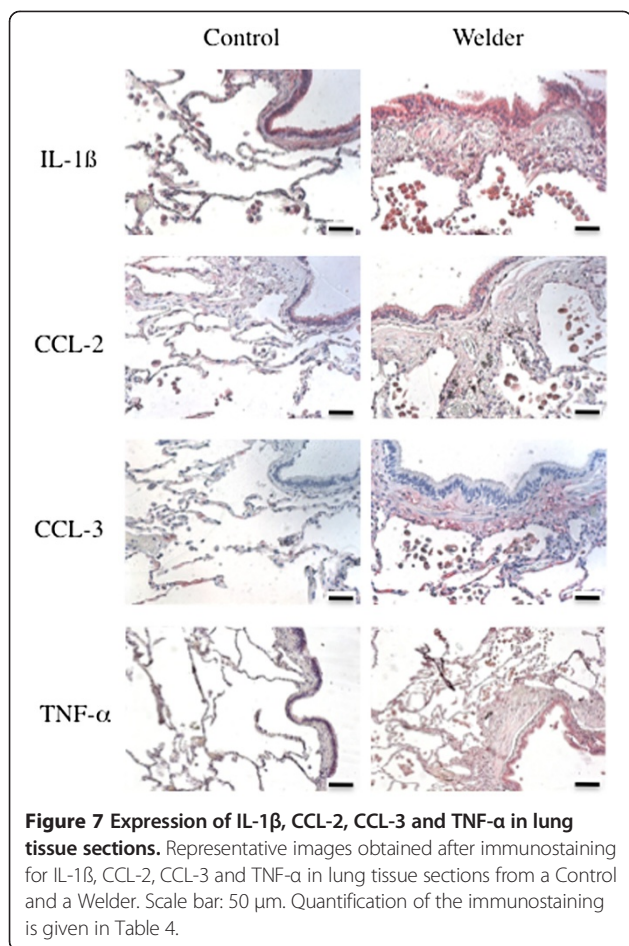 Control Welder
IL-1ß
CCL-2
CCL-3
TNF-α
Figure 7 Expression of IL-1β, CCL-2, CCL-3 and TNF-α in lung
tissue sections. Representative images obtained after immunostaining
for IL-1ß, CCL-2, CCL-3 and TNF-α in lung tissue sections from a Control
and a Welder. Scale bar: 50 μm. Quantification of the immunostaining
is given in Table 4.